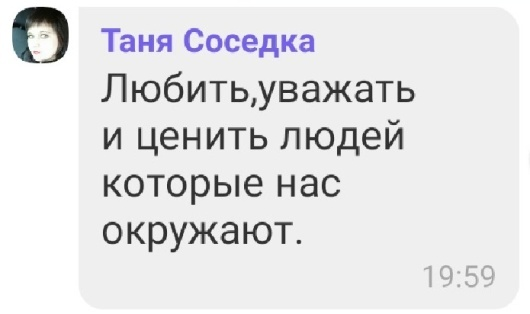 Таня Соседка
Любить,уважать
и ценить людей
которые нас
окружают.
19:59